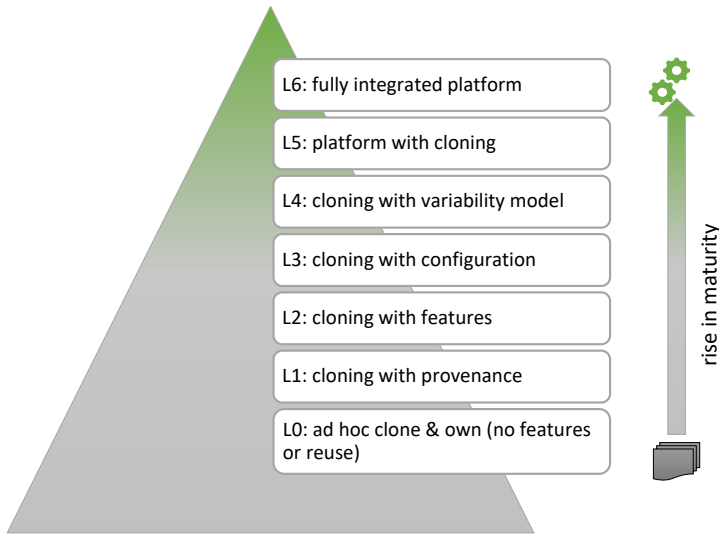 L6: fully integrated platform
L5: platform with cloning
L4: cloning with variability model
L3: cloning with configuration
L2: cloning with features
L1: cloning with provenance
L0: ad hoc clone & own (no features
or reuse)
rise in maturity